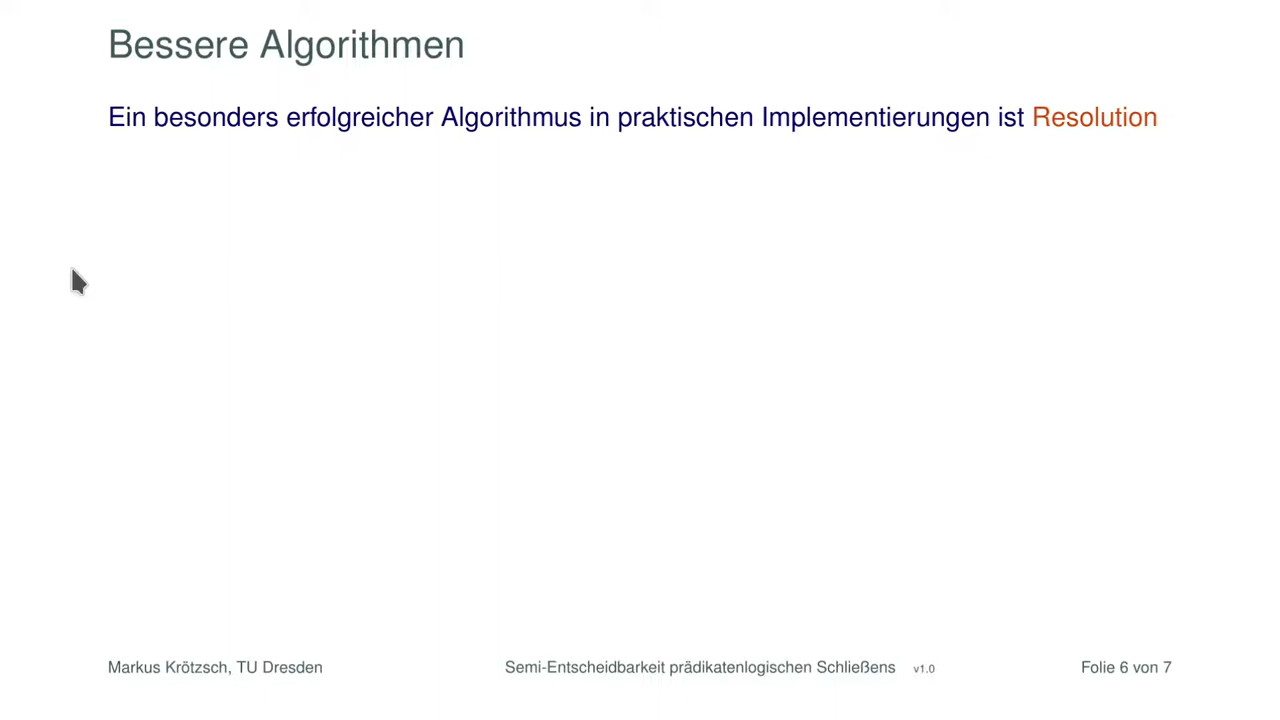 Bessere Algorithmen
Ein besonders erfolgreicher Algorithmus in praktischen Implementierungen ist Resolution
Markus Krötzsch, TU Dresden Semi-Entscheidbarkeit prädikatenlogischen Schließens v1.0 Folie 6 von 7